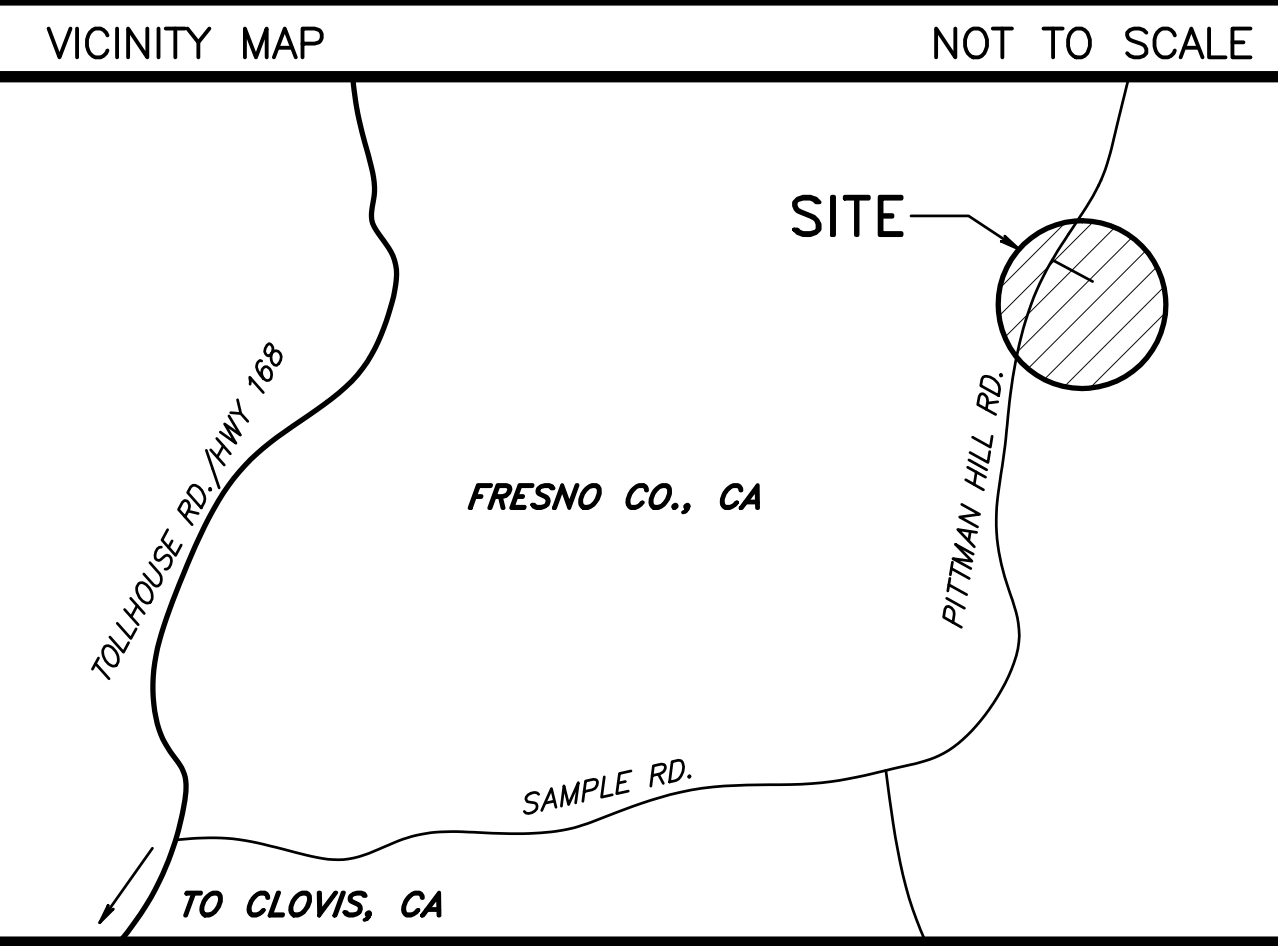 VICINITY MAP
NOT TO SCALE
SITE
TOLLHOUSE RD./HWY 168
PITTMAN HILL RD.
FRESNO CO., CA
SAMPLE RD.
TO CLOVIS, CA